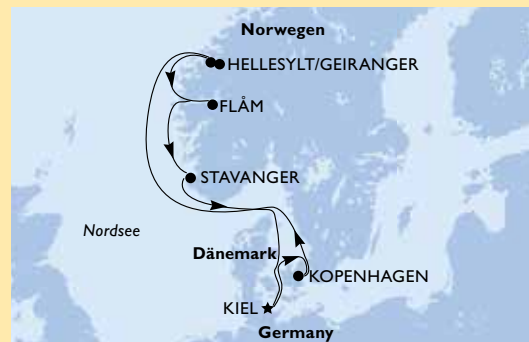 Norwegen
HELLESYLT/GEIRANGER
FLÅM
STAVANGER
Nordsee
Dänemark
KOPENHAGEN
KIEL
Germany